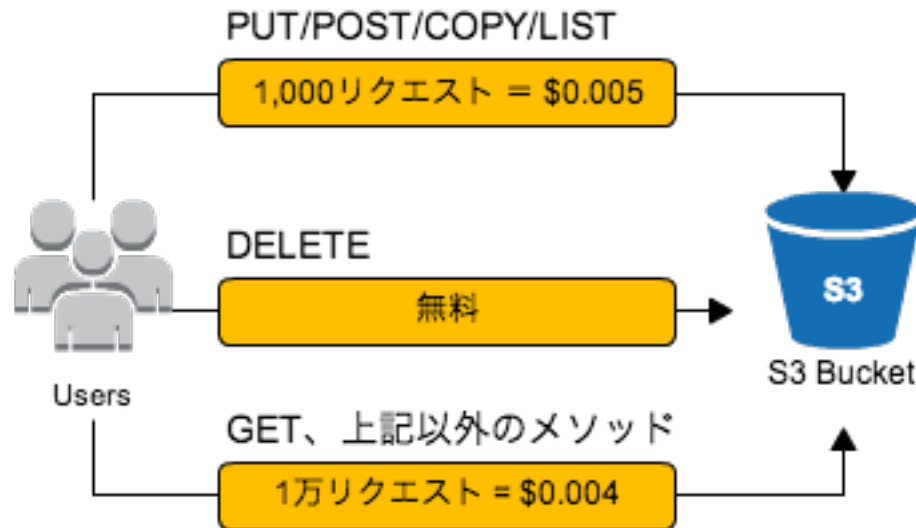 PUT/POST/COPY/LIST
1,000リクエスト = $0.005
DELETE
無料
S3
S3 Bucket
Users
GET、上記以外のメソッド
1万リクエスト = $0.004